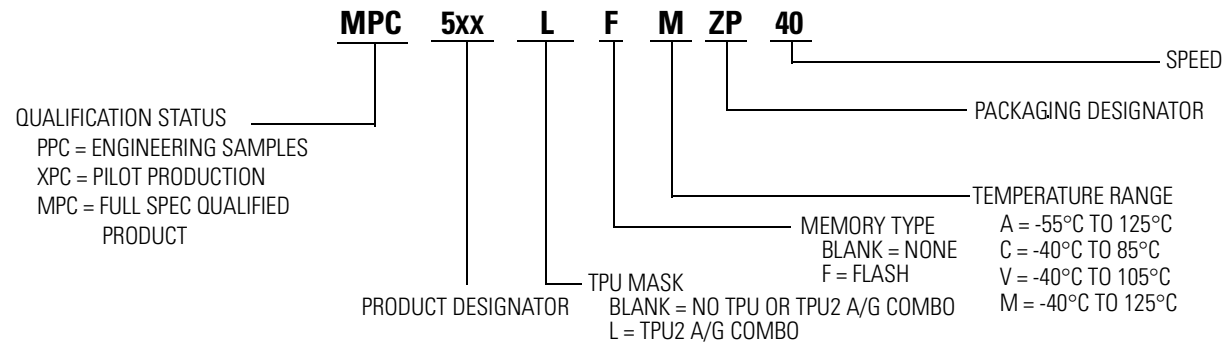 MPC 5xx L F M ZP 40
SPEED
PACKAGING DESIGNATOR
QUALIFICATION STATUS
PPC = ENGINEERING SAMPLES
XPC = PILOT PRODUCTION
MPC = FULL SPEC QUALIFIED
PRODUCT
TEMPERATURE RANGE
A = -55°C TO 125°C
C = -40°C TO 85°C
V = -40°C TO 105°C
M = -40°C TO 125°C
MEMORY TYPE
BLANK = NONE
F = FLASH
TPU MASK
BLANK = NO TPU OR TPU2 A/G COMBO
L = TPU2 A/G COMBO
PRODUCT DESIGNATOR